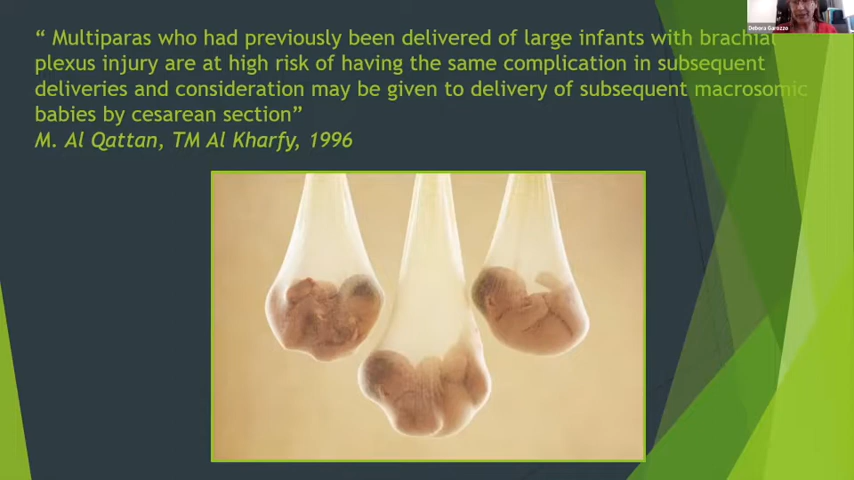 “ Multiparas who had previously been delivered of large infants with brachial
plexus injury are at high risk of having the same complication in subsequent
deliveries and consideration may be given to delivery of subsequent macrosomic
babies by cesarean section”
M. Al Qattan, TM Al Kharfy, 1996
Debora Garozzo